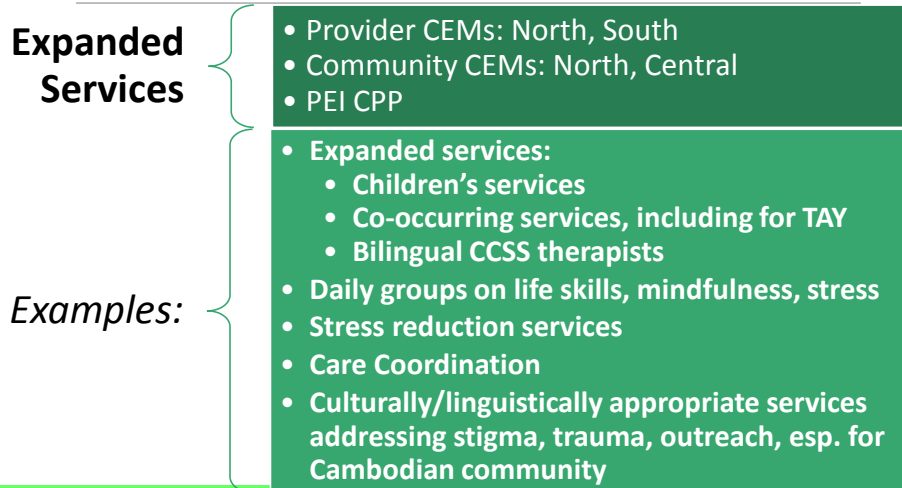 Expanded
Services
• Provider CEMs: North, South
• Community CEMs: North, Central
• PEI CPP
Examples:
• Expanded services:
• Children’s services
• Co-occurring services, including for TAY
• Bilingual CCSS therapists
• Daily groups on life skills, mindfulness, stress
• Stress reduction services
• Care Coordination
• Culturally/linguistically appropriate services
addressing stigma, trauma, outreach, esp. for
Cambodian community